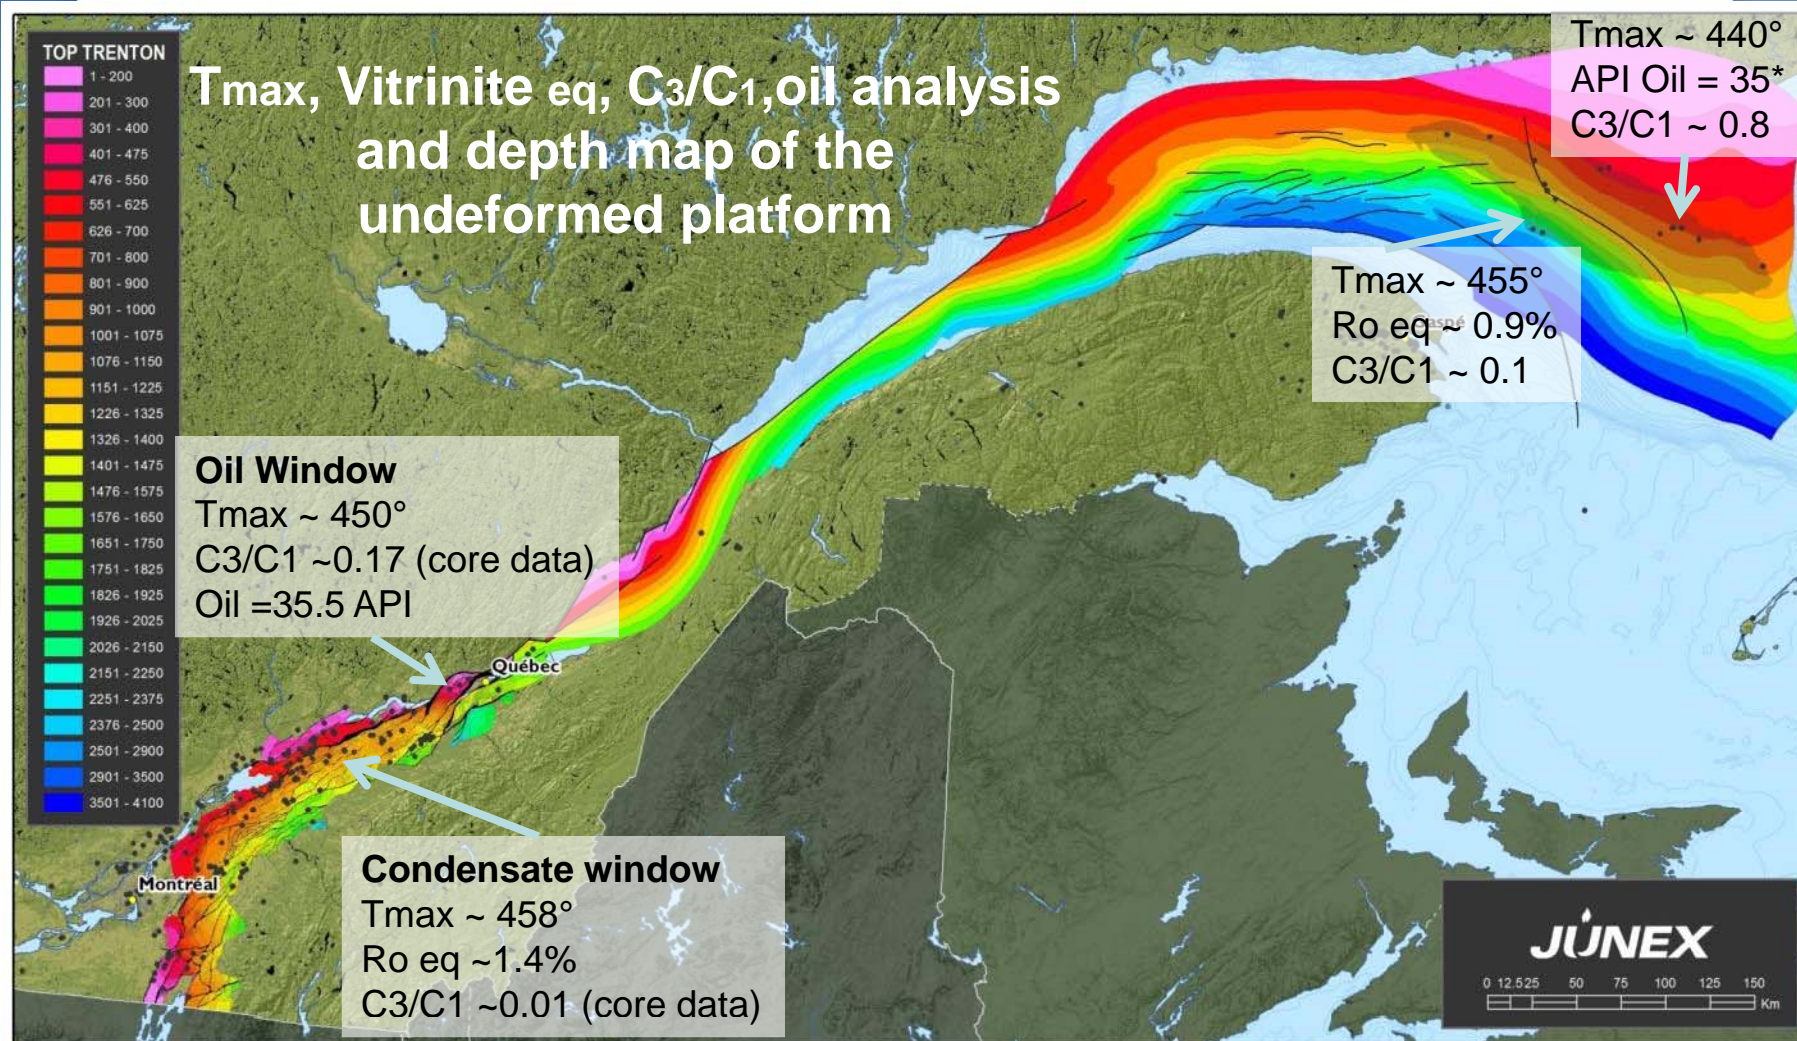 TOP TRENTON
1 - 200
201 - 300
301 - 400
401 - 475
476 - 550
551 - 625
626 - 700
701 - 800
801 - 900
901 - 1000
1001 - 1075
1076 - 1150
1151 - 1225
1226 - 1325
1326 - 1400
1401 - 1475
1476 - 1575
1576 - 1650
1651 - 1750
1751 - 1825
1826 - 1925
1926 - 2025
2026 - 2150
2151 - 2250
2251 - 2375
2376 - 2500
2501 - 2900
2901 - 3500
3501 - 4100
Tmax, Vitrinite eq, C3/C1,oil analysis
and depth map of the
undeformed platform
Tmax ~ 440°
API Oil = 35*
C3/C1 ~ 0.8
Tmax ~ 455°
Ro eq ~ 0.9%
C3/C1 ~ 0.1
Gaspé
Oil Window
Tmax ~ 450°
C3/C1 ~0.17 (core data)
Oil =35.5 API
Québec
Montréal
Condensate window
Tmax ~ 458°
Ro eq ~1.4%
C3/C1 ~0.01 (core data)
JUNEX
0 12.525 50 75 100 125 150
Km